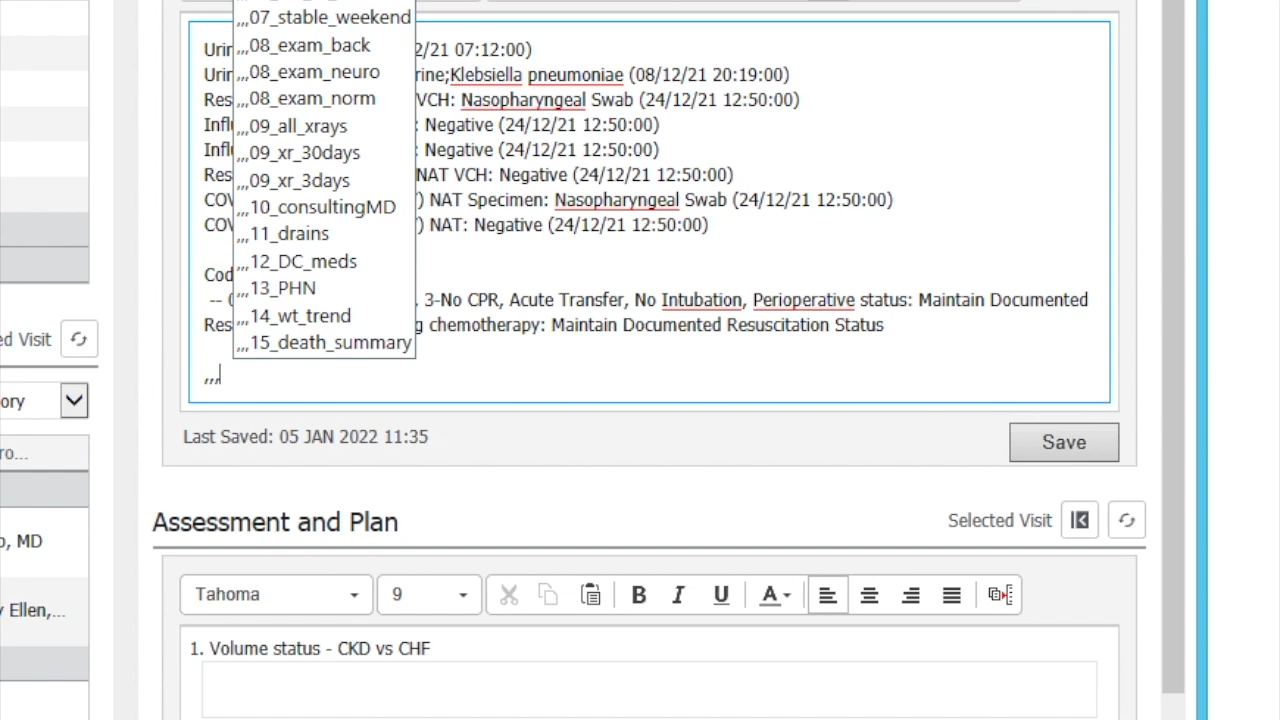 ,,,07_stable_weekend
,,,08_exam_back
,,,08_exam_neuro
,,,08_exam_norm
,,,09_all_xrays
,,,09_xr_30days
,,,09_xr_3days
,,,10_consultingMD
,,,11_drains
,,,12_DC_meds
,,,13_PHN
,,,14_wt_trend
,,,15_death_summary
2/21 07:12:00)
rine;Klebsiella pneumoniae (08/12/21 20:19:00)
VCH: Nasopharyngeal Swab (24/12/21 12:50:00)
: Negative (24/12/21 12:50:00)
: Negative (24/12/21 12:50:00)
NAT VCH: Negative (24/12/21 12:50:00)
) NAT Specimen: Nasopharyngeal Swab (24/12/21 12:50:00)
) NAT: Negative (24/12/21 12:50:00)
, 3-No CPR, Acute Transfer, No Intubation, Perioperative status: Maintain Documented
g chemotherapy: Maintain Documented Resuscitation Status
,,,
Last Saved: 05 JAN 2022 11:35
Save
ed Visit
ory
ro...
o, MD
y Ellen,...
Assessment and Plan
Selected Visit
Tahoma
9
B I U A
1. Volume status - CKD vs CHF